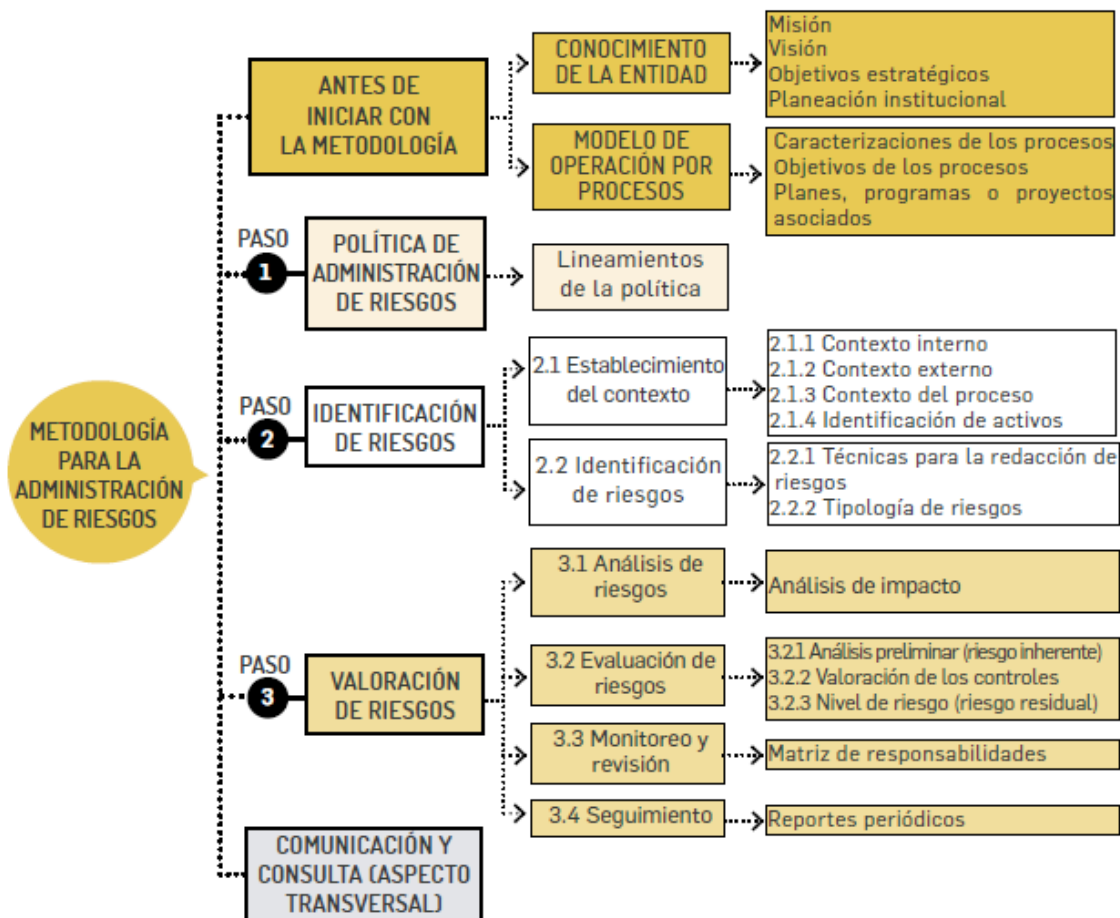 METODOLOGÍA
PARA LA
ADMINISTRACIÓN
DE RIESGOS
ANTES DE
INICIAR CON
LA METODOLOGÍA
CONOCIMIENTO
DE LA ENTIDAD
Misión
Visión
Objetivos estratégicos
Planeación institucional
MODELO DE
OPERACIÓN POR
PROCESOS
Caracterizaciones de los procesos
Objetivos de los procesos
Planes, programas o proyectos
asociados
PASO
1
POLÍTICA DE
ADMINISTRACIÓN
DE RIESGOS
Lineamientos
de la política
PASO
2
IDENTIFICACIÓN
DE RIESGOS
2.1 Establecimiento
del contexto
2.1.1 Contexto interno
2.1.2 Contexto externo
2.1.3 Contexto del proceso
2.1.4 Identificación de activos
2.2 Identificación
de riesgos
2.2.1 Técnicas para la redacción de
riesgos
2.2.2 Tipología de riesgos
PASO
3
VALORACIÓN
DE RIESGOS
3.1 Análisis de
riesgos
Análisis de impacto
3.2 Evaluación de
riesgos
3.2.1 Análisis preliminar (riesgo inherente)
3.2.2 Valoración de los controles
3.2.3 Nivel de riesgo (riesgo residual)
3.3 Monitoreo y
revisión
Matriz de responsabilidades
3.4 Seguimiento
Reportes periódicos
COMUNICACIÓN Y
CONSULTA (ASPECTO
TRANSVERSAL)